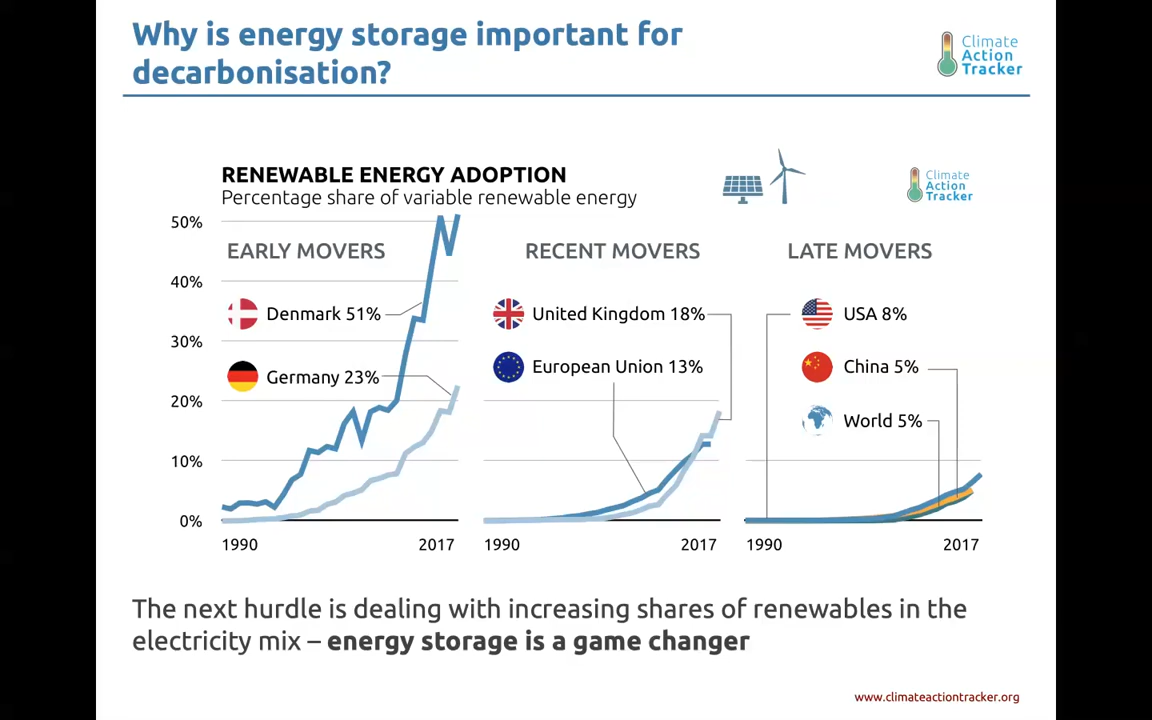 Why is energy storage important for
decarbonisation?
Climate
Action
Tracker
RENEWABLE ENERGY ADOPTION
Percentage share of variable renewable energy
Climate
Action
Tracker
50%
40%
30%
20%
10%
0%
EARLY MOVERS
Denmark 51%
Germany 23%
1990
2017
RECENT MOVERS
United Kingdom 18%
European Union 13%
1990
2017
LATE MOVERS
USA 8%
China 5%
World 5%
1990
2017
The next hurdle is dealing with increasing shares of renewables in the
electricity mix – energy storage is a game changer
www.climateactiontracker.org